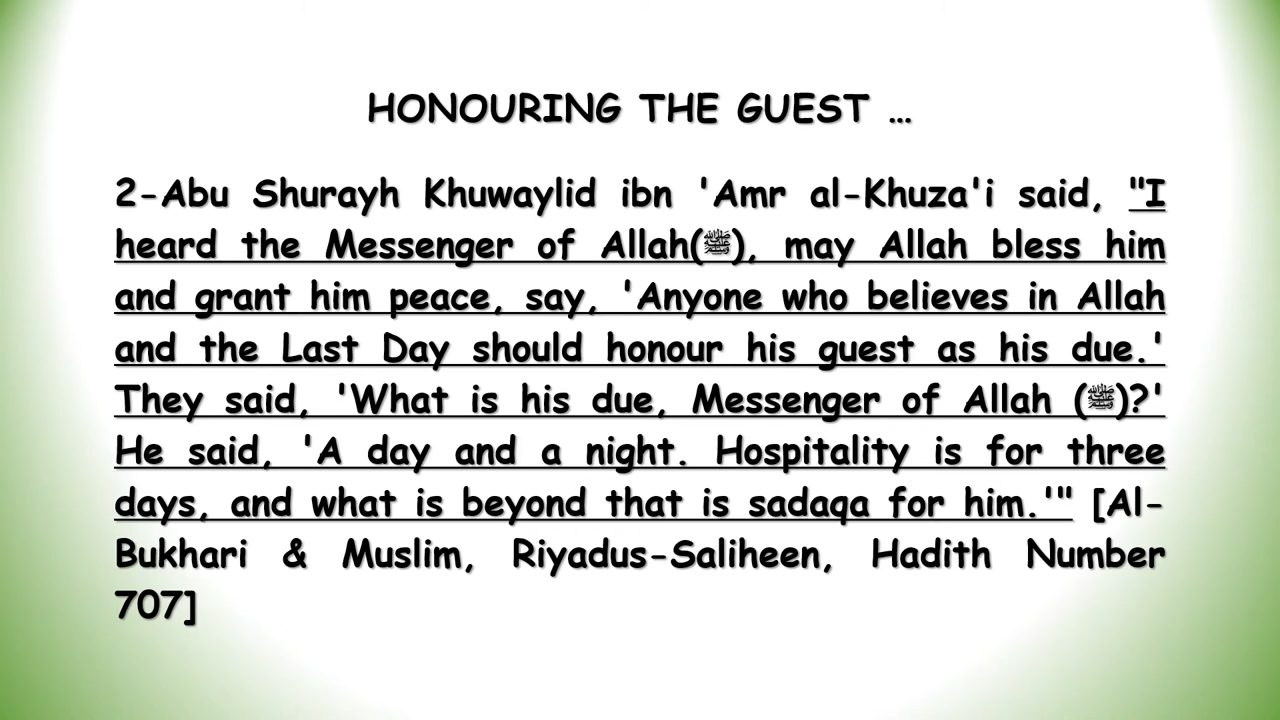 HONOURING THE GUEST ...
2-Abu Shurayh Khuwaylid ibn 'Amr al-Khuza'i said, "I
heard the Messenger of Allah(ﷺ), may Allah bless him
and grant him peace, say, 'Anyone who believes in Allah
and the Last Day should honour his guest as his due.'
They said, 'What is his due, Messenger of Allah (ﷺ)?'
He said, 'A day and a night. Hospitality is for three
days, and what is beyond that is sadaqa for him.'" [Al-
Bukhari & Muslim, Riyadus-Saliheen, Hadith Number
707]